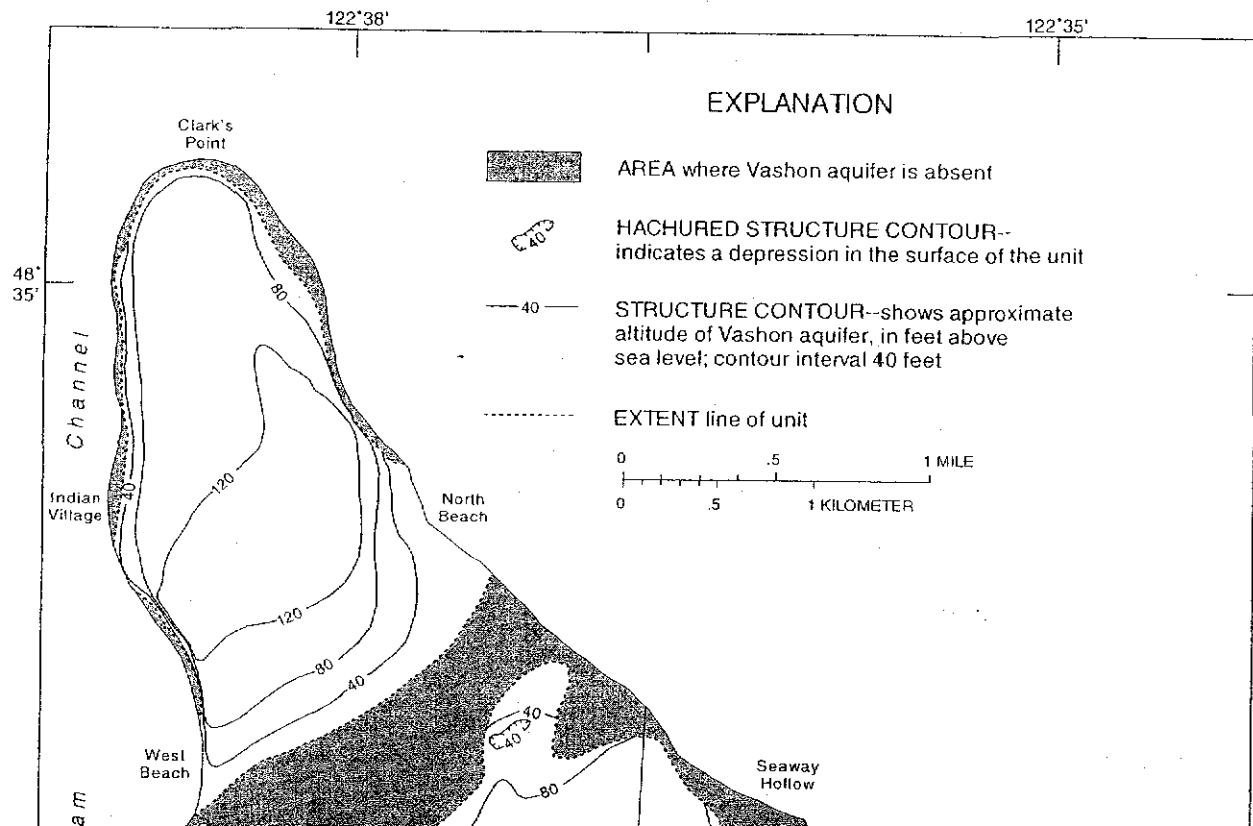 122°38'
122°35'
EXPLANATION
Clark's
Point
AREA where Vashon aquifer is absent
HACHURED STRUCTURE CONTOUR--
indicates a depression in the surface of the unit
40
48°
35'
STRUCTURE CONTOUR--shows approximate
altitude of Vashon aquifer, in feet above
sea level; contour interval 40 feet
40
80
Channel
EXTENT line of unit
0 .5 1 MILE
0 .5 1 KILOMETER
120
40
Indian
Village
North
Beach
120
80
40
40
40
West
Beach
Seaway
Hollow
80
am